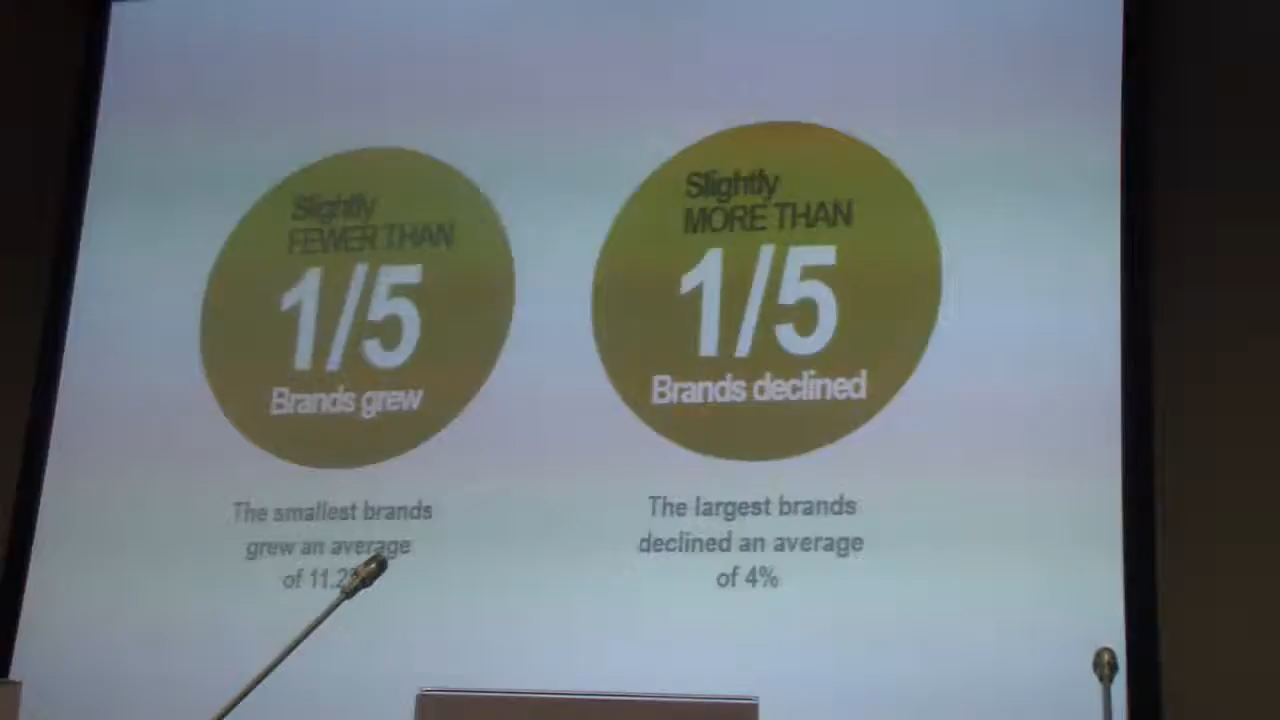 Slightly
FEWER THAN
1/5
Brands grew
The smallest brands
grew an average
of
Slightly
MORE THAN
1/5
Brands declined
The largest brands
declined an average
of 4%